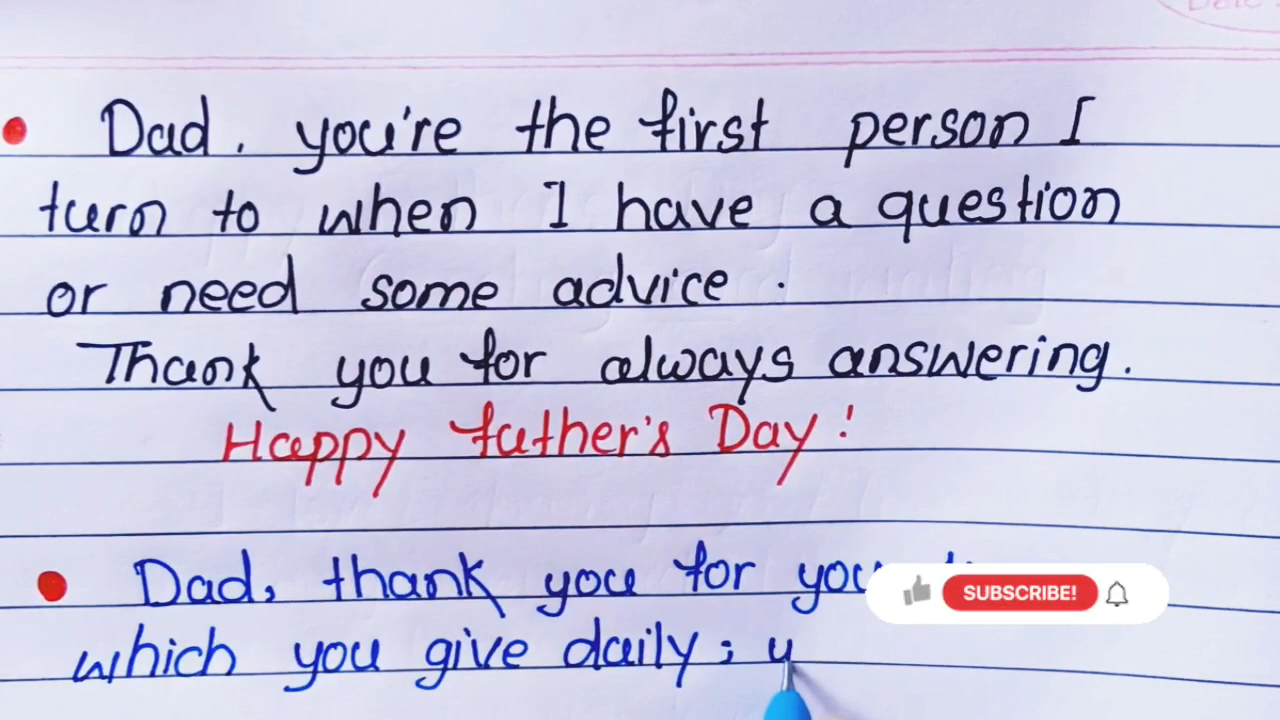 Dad, you're the first person I
turn to when I have a question
or need some advice.
Thank you for always answering.
Happy father's Day!
Dad, thank you for
SUBSCRIBE!
which you give daily;